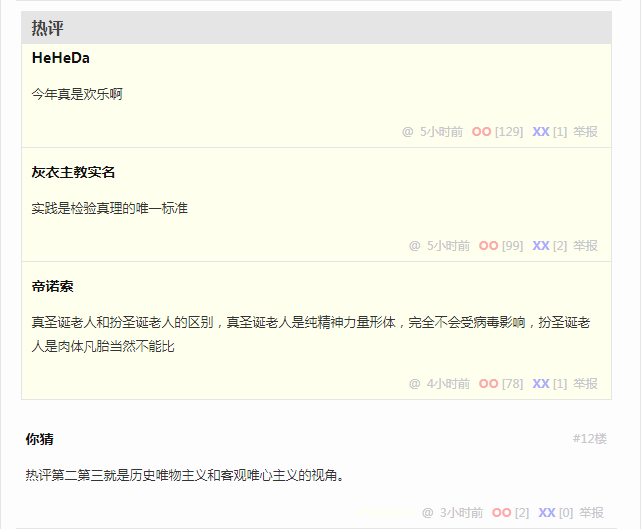 热评
HeHeDa
今年真是欢乐啊
@ 5小时前 OO [129] XX [1] 举报
灰衣主教实名
实践是检验真理的唯一标准
@ 5小时前 OO [99] XX [2] 举报
帝诺索
真圣诞老人和扮圣诞老人的区别，真圣诞老人是纯精神力量形体，完全不会受病毒影响，扮圣诞老
人是肉体凡胎当然不能比
@ 4小时前 OO [78] XX [1] 举报
你猜 #12楼
热评第二第三就是历史唯物主义和客观唯心主义的视角。
@ 3小时前 OO [2] XX [0] 举报